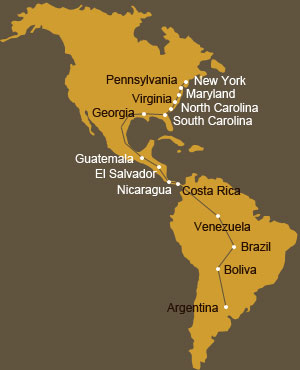 Pennsylvania
New York
Maryland
Virginia
North Carolina
Georgia
South Carolina
Guatemala
El Salvador
Nicaragua
Costa Rica
Venezuela
Brazil
Boliva
Argentina